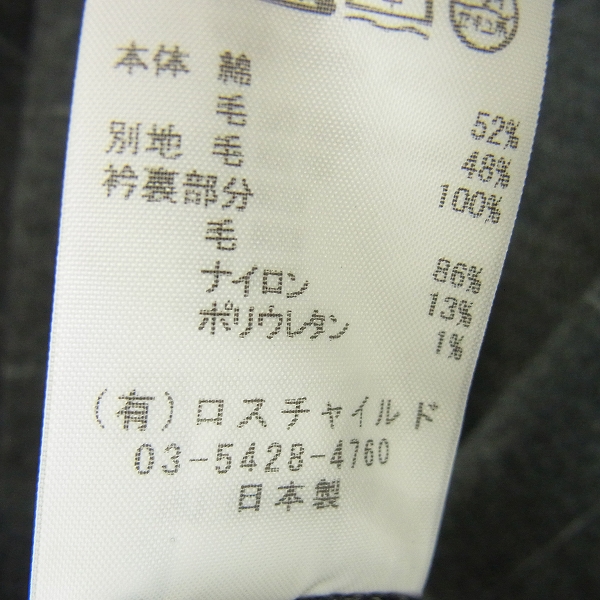 本体 綿 52%
毛 48%
別地 毛 100%
衿裏部分
毛 86%
ナイロン 13%
ポリウレタン 1%
(有)ロスチャイルド
03-5428-4760
日本製